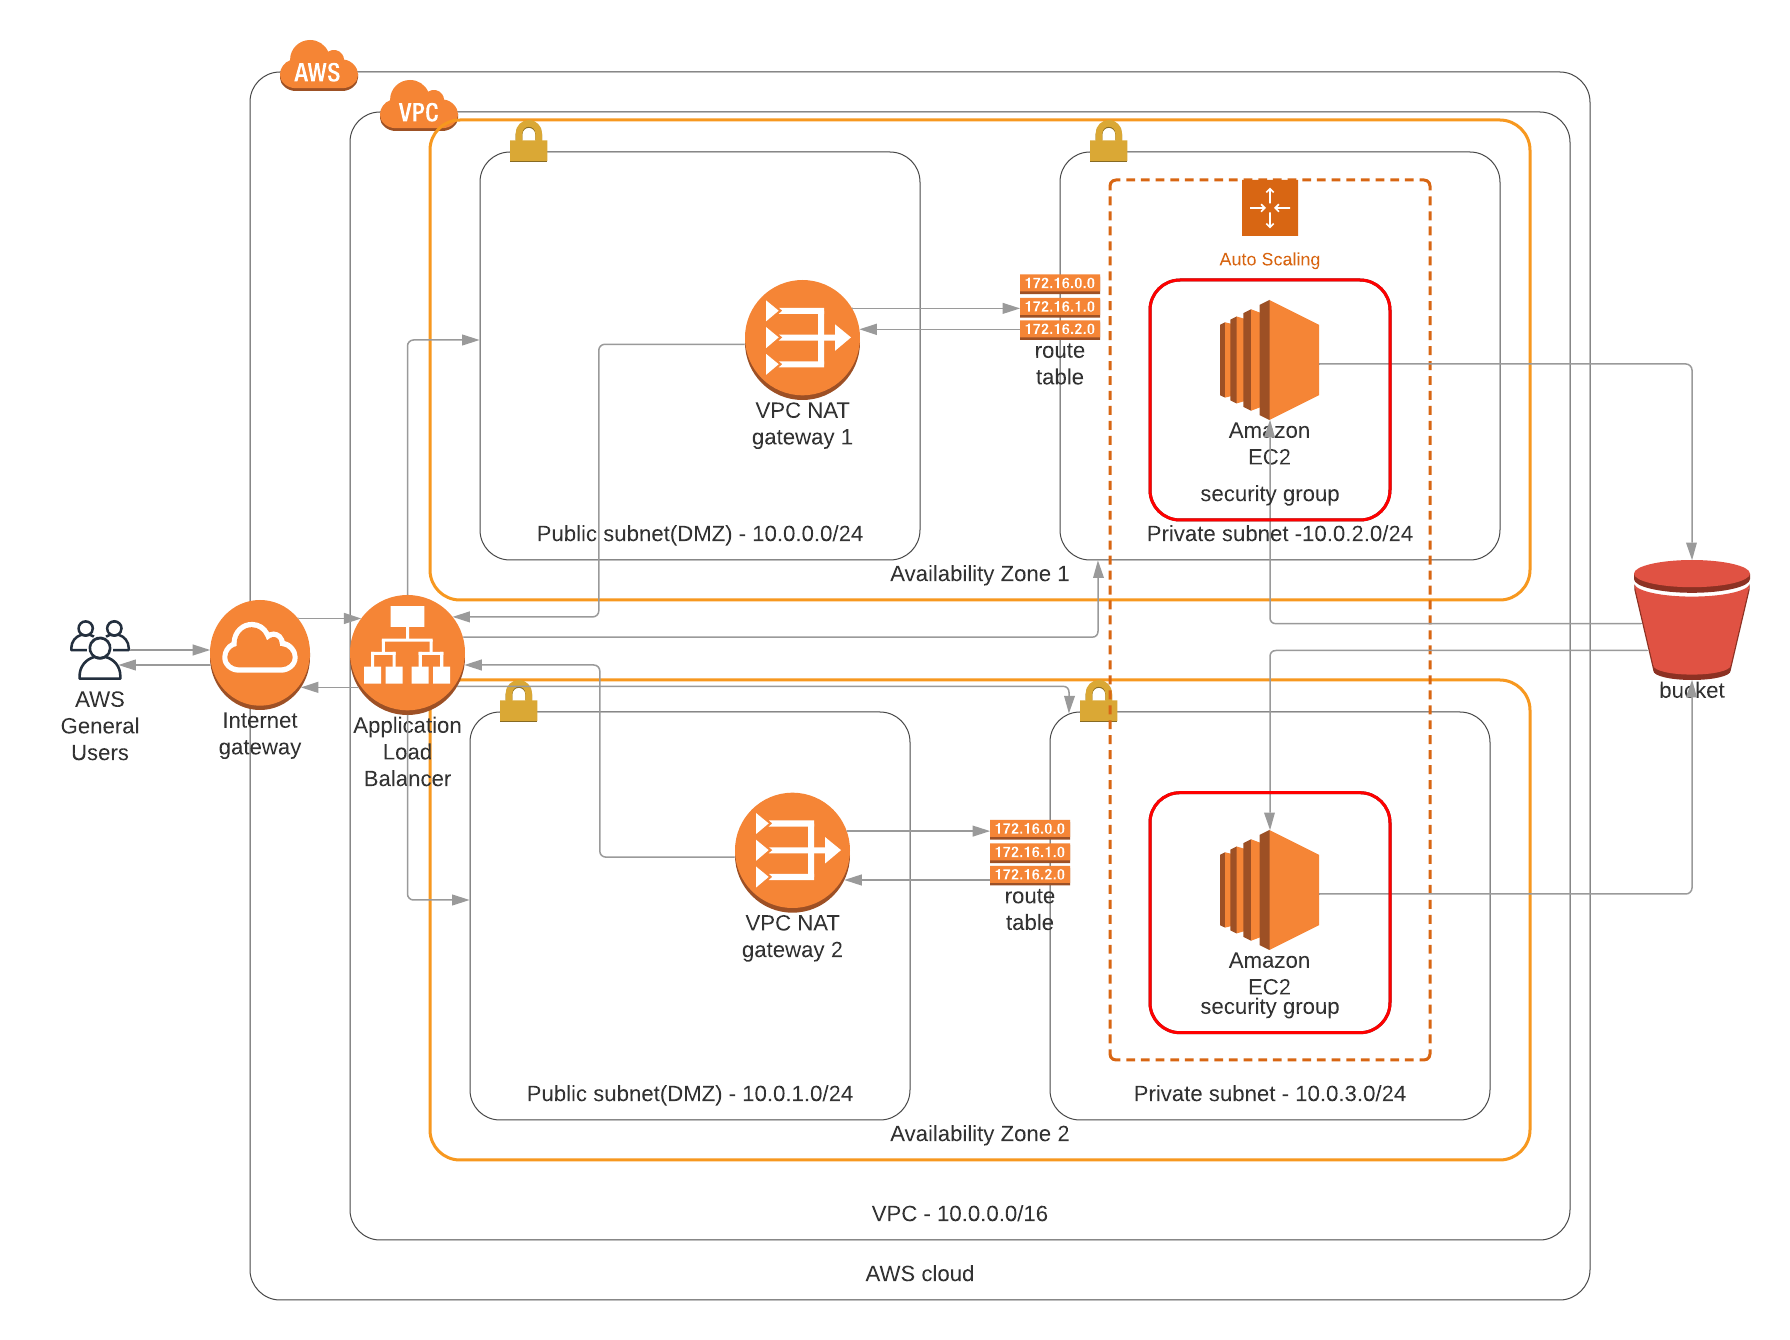 AWS
VPC
Auto Scaling
172.16.0.0
172.16.1.0
172.16.2.0
route
table
VPC NAT
gateway 1
Amazon
EC2
security group
Public subnet(DMZ) - 10.0.0.0/24
Private subnet -10.0.2.0/24
Availability Zone 1
AWS
General
Users
Internet
gateway
Application
Load
Balancer
bucket
172.16.0.0
172.16.1.0
172.16.2.0
route
table
VPC NAT
gateway 2
Amazon
EC2
security group
Public subnet(DMZ) - 10.0.1.0/24
Private subnet - 10.0.3.0/24
Availability Zone 2
VPC - 10.0.0.0/16
AWS cloud